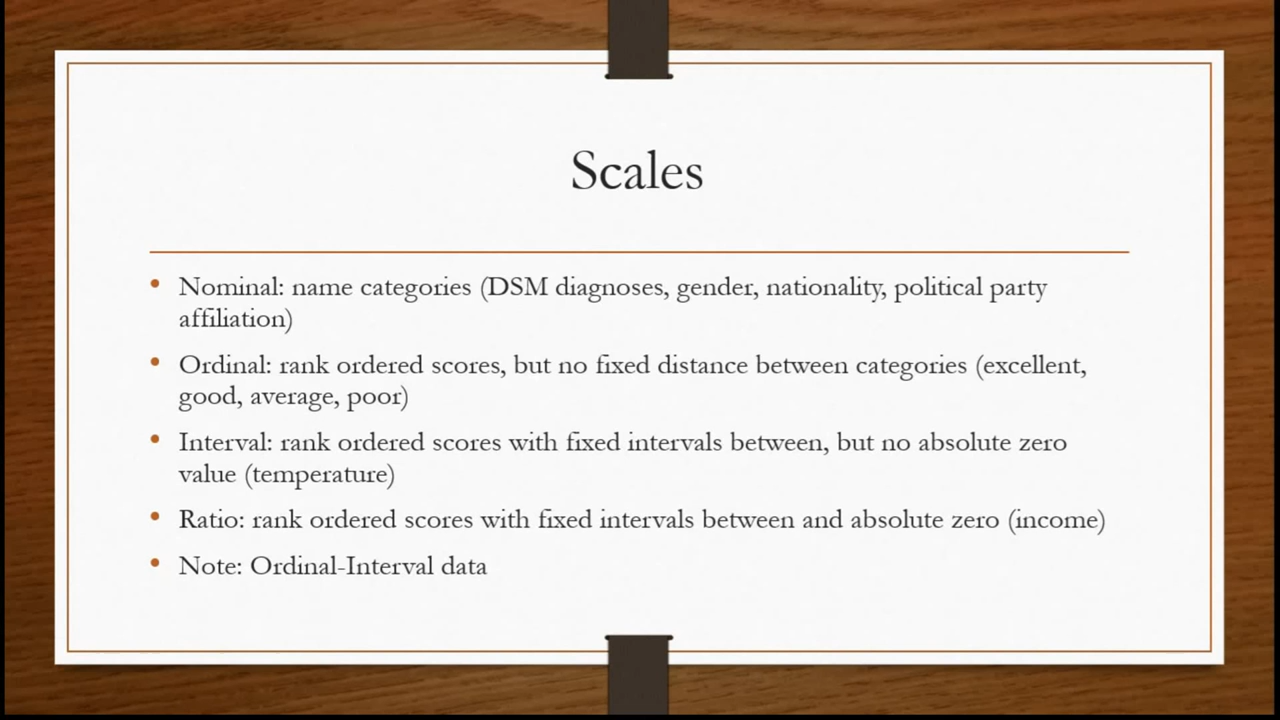 Scales
• Nominal: name categories (DSM diagnoses, gender, nationality, political party
affiliation)
• Ordinal: rank ordered scores, but no fixed distance between categories (excellent,
good, average, poor)
• Interval: rank ordered scores with fixed intervals between, but no absolute zero
value (temperature)
• Ratio: rank ordered scores with fixed intervals between and absolute zero (income)
• Note: Ordinal-Interval data